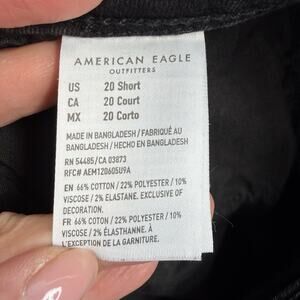 AMERICAN EAGLE
OUTFITTERS
US 20 Short
CA 20 Court
MX 20 Corto
MADE IN BANGLADESH / FABRIQUÉ AU
BANGLADESH / HECHO EN BANGLADESH
RN 54485/CA 03873
RFC# AEM120605U9A
EN 66% COTTON / 22% POLYESTER / 10%
VISCOSE / 2% ELASTANE. EXCLUSIVE OF
DECORATION.
FR 66% COTON / 22% POLYESTER / 10%
VISCOSE / 2% ÉLASTHANNE. À
L'EXCEPTION DE LA GARNITURE.